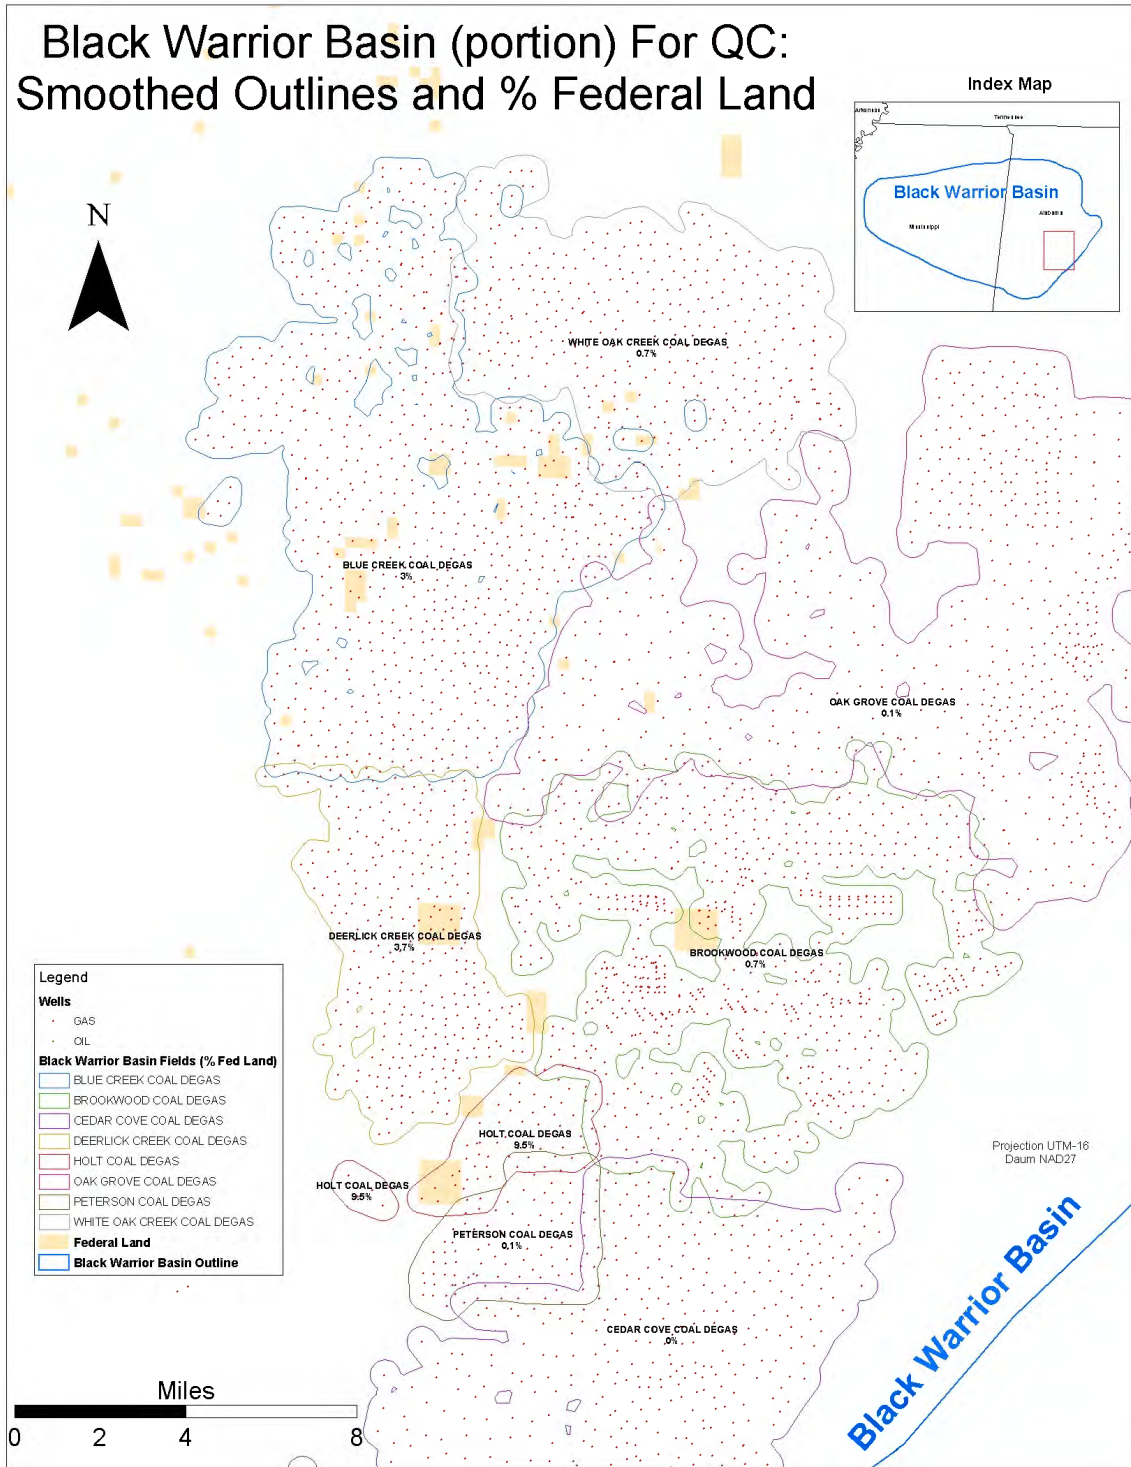 Black Warrior Basin (portion) For QC:
Smoothed Outlines and % Federal Land
Index Map
Arkansas
Tennessee
Black Warrior Basin
Alabama
Mississippi
N
WHITE OAK CREEK COAL DEGAS
0.7%
BLUE CREEK COAL DEGAS
3%
OAK GROVE COAL DEGAS
0.1%
DEERLICK CREEK COAL DEGAS
3.7%
BROOKWOOD COAL DEGAS
0.7%
Legend
Wells
GAS
OIL
Black Warrior Basin Fields (% Fed Land)
BLUE CREEK COAL DEGAS
BROOKWOOD COAL DEGAS
CEDAR COVE COAL DEGAS
DEERLICK CREEK COAL DEGAS
HOLT COAL DEGAS
OAK GROVE COAL DEGAS
PETERSON COAL DEGAS
WHITE OAK CREEK COAL DEGAS
Federal Land
Black Warrior Basin Outline
HOLT COAL DEGAS
9.5%
HOLT COAL DEGAS
9.5%
PETERSON COAL DEGAS
0.1%
CEDAR COVE COAL DEGAS
0%
Projection UTM-16
Daum NAD27
Black Warrior Basin
Miles
0 2 4 8